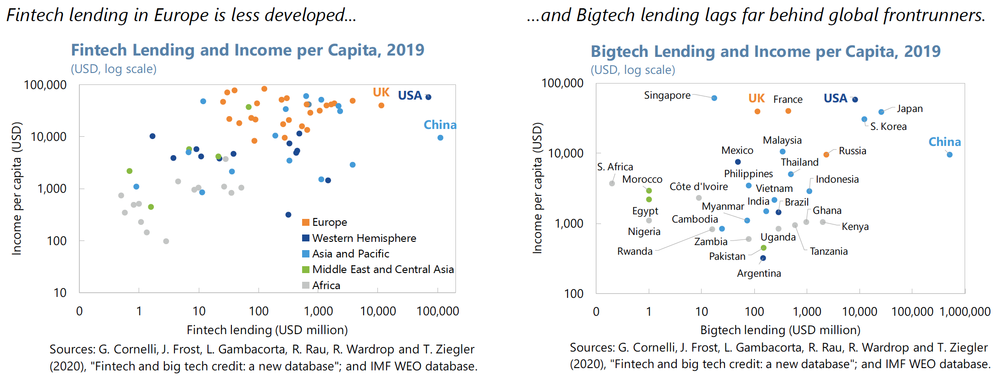 Fintech lending in Europe is less developed...
Fintech Lending and Income per Capita, 2019
(USD, log scale)
Income per capita (USD)
100,000
10,000
1,000
100
10
UK
USA
China
Europe
Western Hemisphere
Asia and Pacific
Middle East and Central Asia
Africa
0
1
10
100
1,000
10,000
100,000
Fintech lending (USD million)
Sources: G. Cornelli, J. Frost, L. Gambacorta, R. Rau, R. Wardrop and T. Ziegler
(2020), "Fintech and big tech credit: a new database"; and IMF WEO database.
...and Bigtech lending lags far behind global frontrunners.
Bigtech Lending and Income per Capita, 2019
(USD, log scale)
Income per capita (USD)
100,000
10,000
1,000
100
Singapore
UK
France
USA
Japan
S. Korea
China
Malaysia
Mexico
Russia
Thailand
S. Africa
Morocco
Philippines
Indonesia
Côte d'Ivoire
Vietnam
India
Brazil
Myanmar
Ghana
Egypt
Cambodia
Kenya
Nigeria
Uganda
Zambia
Rwanda
Tanzania
Pakistan
Argentina
0
1
10
100
1,000
10,000
100,000
1,000,000
Bigtech lending (USD million)
Sources: G. Cornelli, J. Frost, L. Gambacorta, R. Rau, R. Wardrop and T. Ziegler
(2020), "Fintech and big tech credit: a new database"; and IMF WEO database.